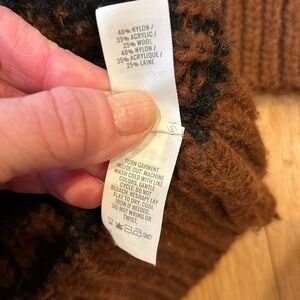 40% NYLON /
35% ACRYLIC /
25% WOOL
40% NYLON /
35% ACRYLIQUE /
25% LAINE
TURN GARMENT
INSIDE OUT. MACHINE
WASH COLD WITH LIKE
COLORS, GENTLE
CYCLE. DO NOT
BLEACH. DRY
FLAT TO DRY. COOL
IRON IF NEEDED.
DO NOT WRING OR
TWIST.